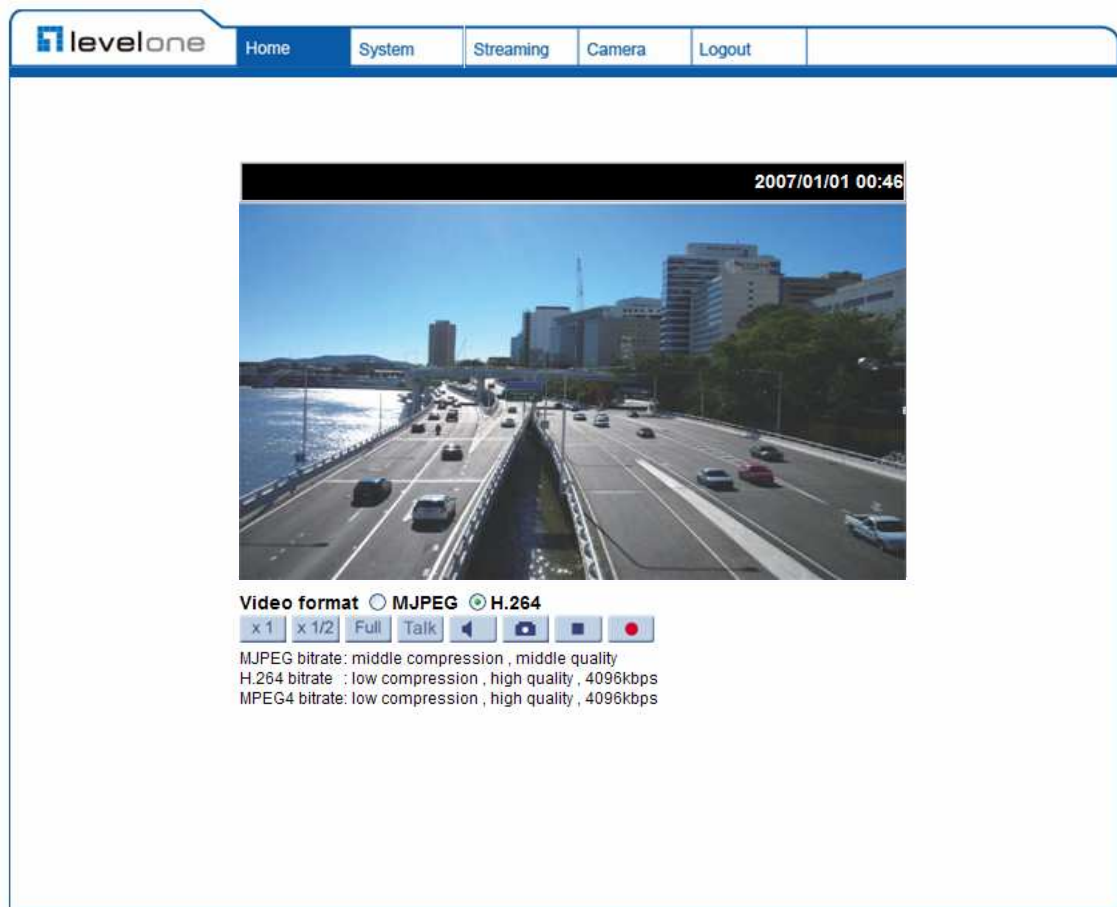 levelone
Home System Streaming Camera Logout
2007/01/01 00:46
Video format MJPEG H.264
x 1 x 1/2 Full Talk
MJPEG bitrate: middle compression , middle quality
H.264 bitrate : low compression , high quality , 4096kbps
MPEG4 bitrate: low compression , high quality , 4096kbps